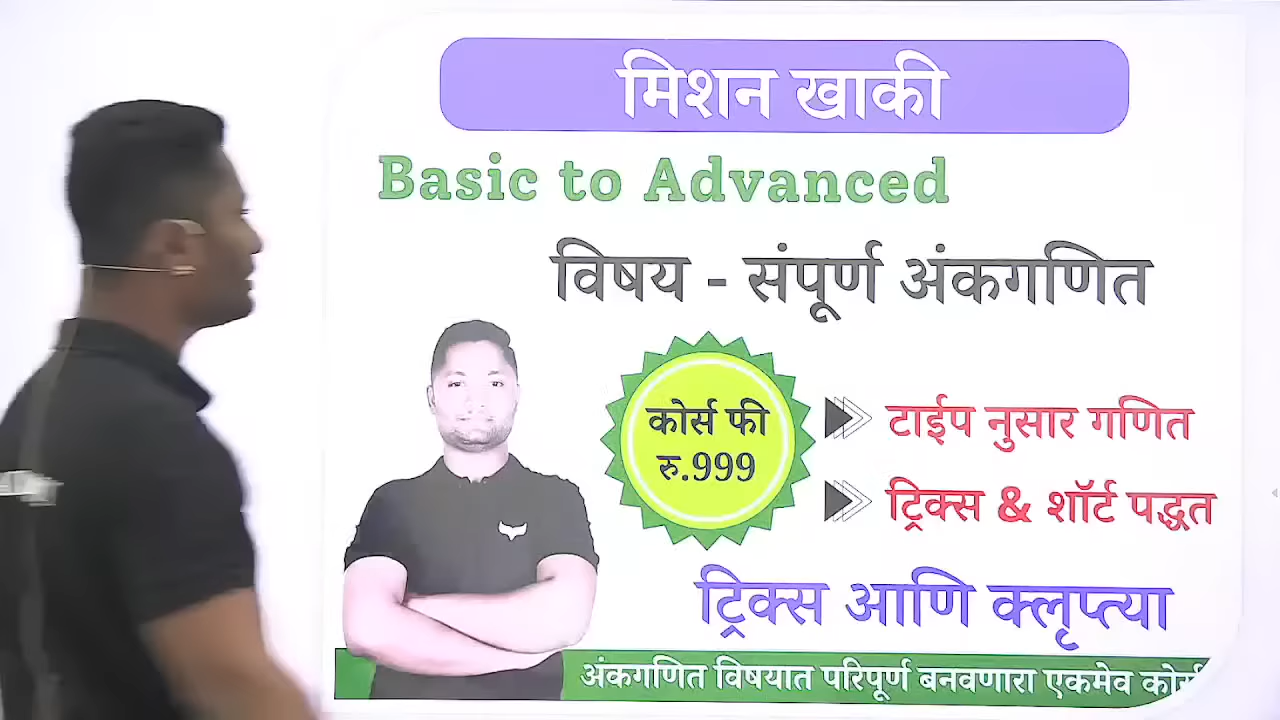 मिशन खाकी
Basic to Advanced
विषय - संपूर्ण अंकगणित
कोर्स फी
रु.999
टाईप नुसार गणित
ट्रिक्स & शॉर्ट पद्धत
ट्रिक्स आणि क्लृप्त्या
अंकगणित विषयात परिपूर्ण बनवणारा एकमेव कोर्स